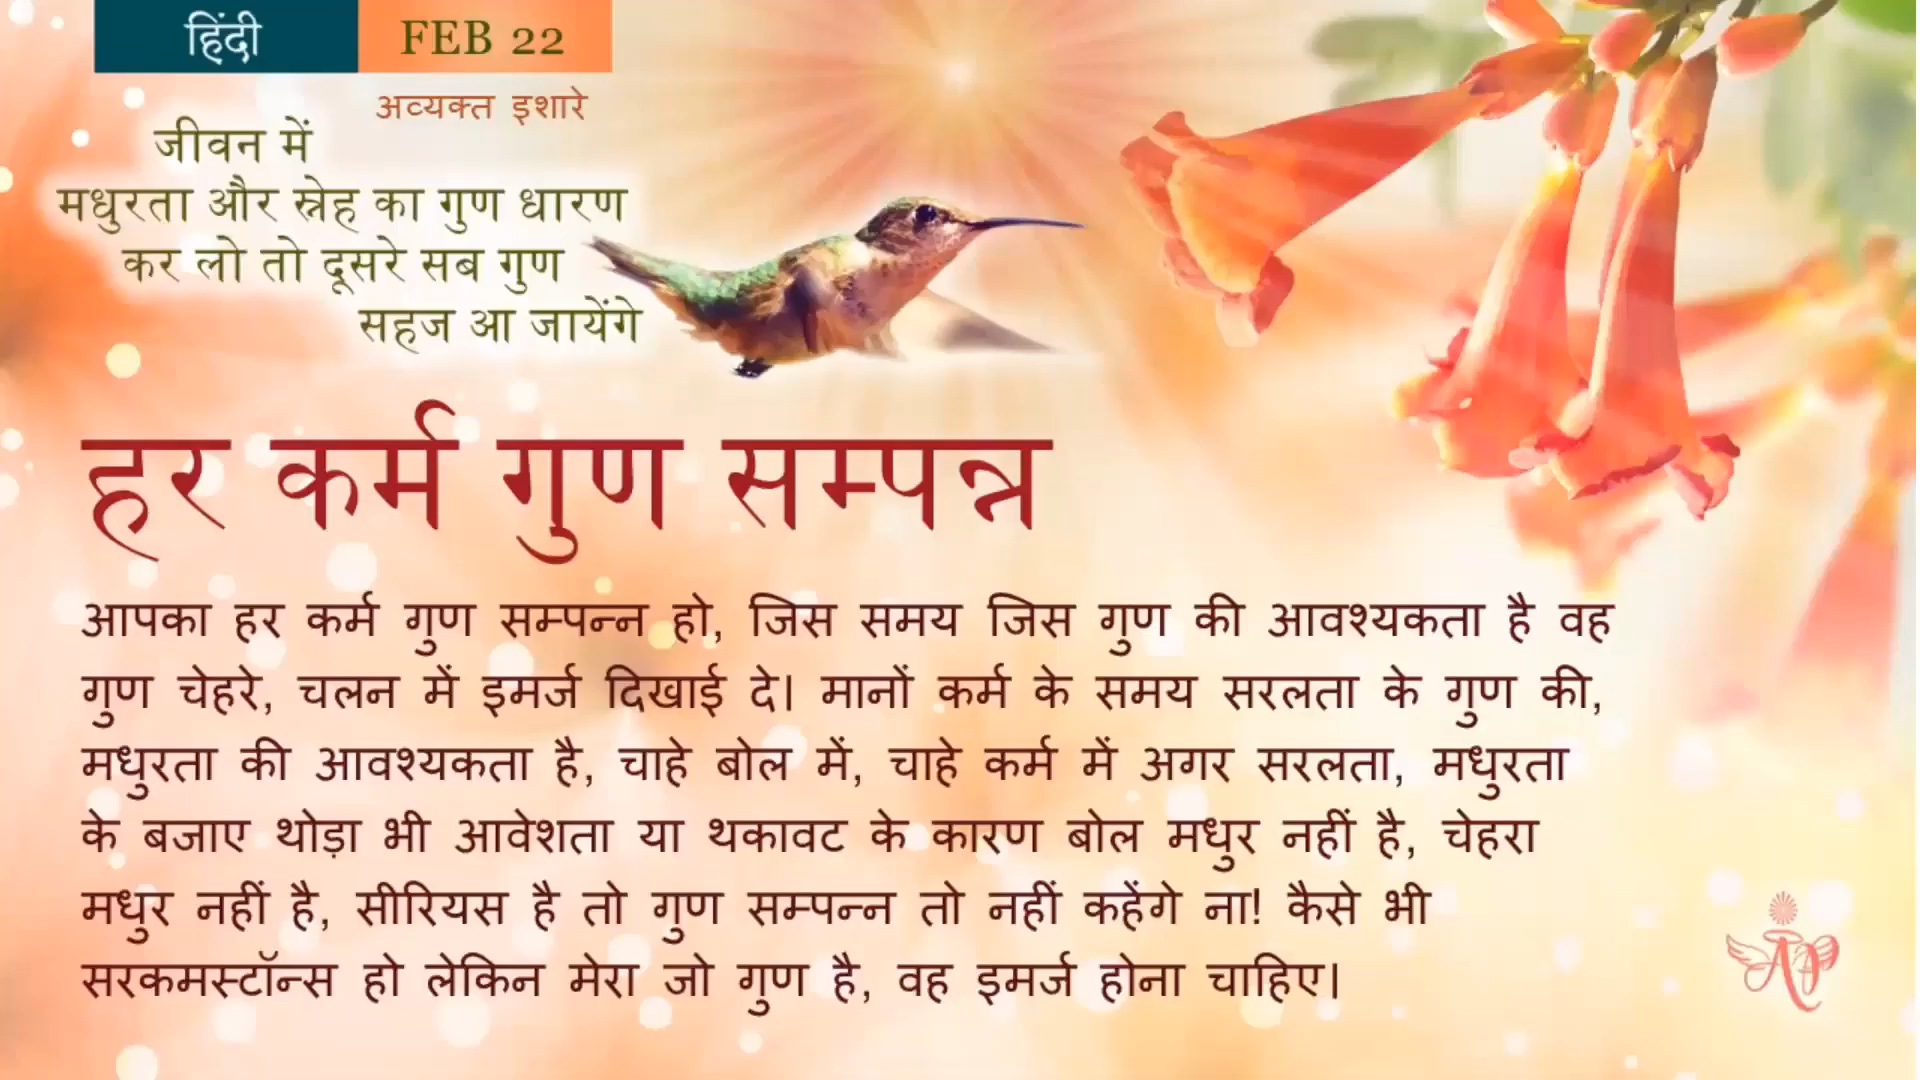 हिंदी
FEB 22
अव्यक्त इशारे
जीवन में
मधुरता और स्नेह का गुण धारण
कर लो तो दूसरे सब गुण
सहज आ जायेंगे
हर कर्म गुण सम्पन्न
आपका हर कर्म गुण सम्पन्न हो, जिस समय जिस गुण की आवश्यकता है वह
गुण चेहरे, चलन में इमर्ज दिखाई दे। मानों कर्म के समय सरलता के गुण की,
मधुरता की आवश्यकता है, चाहे बोल में, चाहे कर्म में अगर सरलता, मधुरता
के बजाए थोड़ा भी आवेशता या थकावट के कारण बोल मधुर नहीं है, चेहरा
मधुर नहीं है, सीरियस है तो गुण सम्पन्न तो नहीं कहेंगे ना! कैसे भी
सरकमस्टॉन्स हो लेकिन मेरा जो गुण है, वह इमर्ज होना चाहिए।